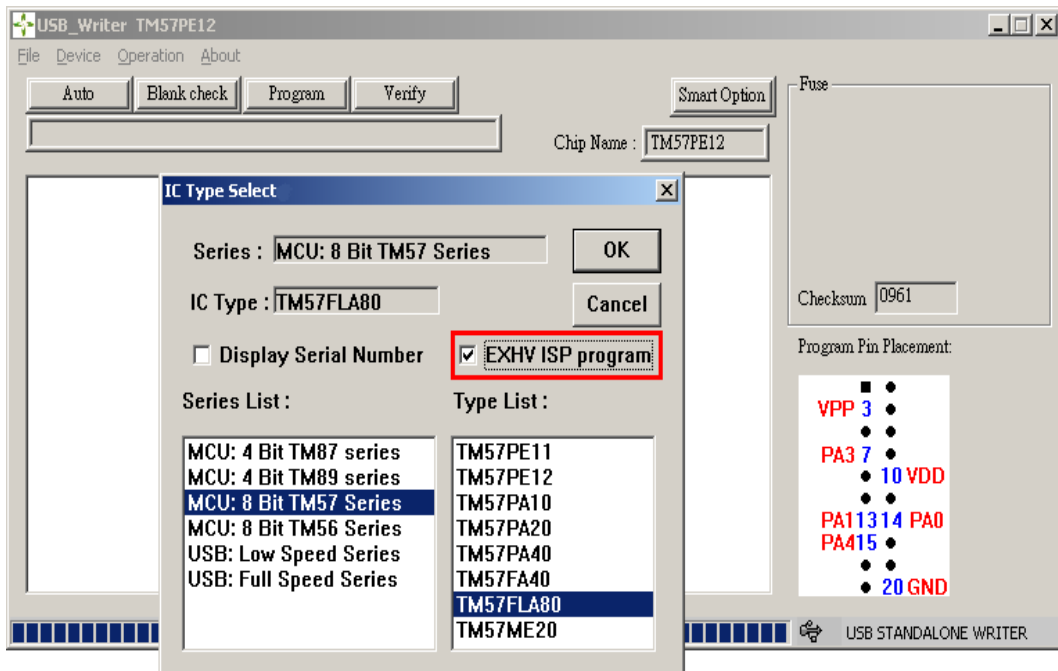 USB_Writer TM57PE12
File Device Operation About
Auto Blank check Program Verify Smart Option
Chip Name : TM57PE12
Fuse
Checksum 0961
IC Type Select
Series : MCU: 8 Bit TM57 Series OK
IC Type : TM57FLA80 Cancel
Display Serial Number EXHV ISP program
Series List :
MCU: 4 Bit TM87 series
MCU: 4 Bit TM89 series
MCU: 8 Bit TM57 Series
MCU: 8 Bit TM56 Series
USB: Low Speed Series
USB: Full Speed Series
Type List :
TM57PE11
TM57PE12
TM57PA10
TM57PA20
TM57PA40
TM57FA40
TM57FLA80
TM57ME20
Program Pin Placement:
VPP 3
PA3 7
10 VDD
PA1 13 14 PA0
PA4 15
20 GND
USB STANDALONE WRITER